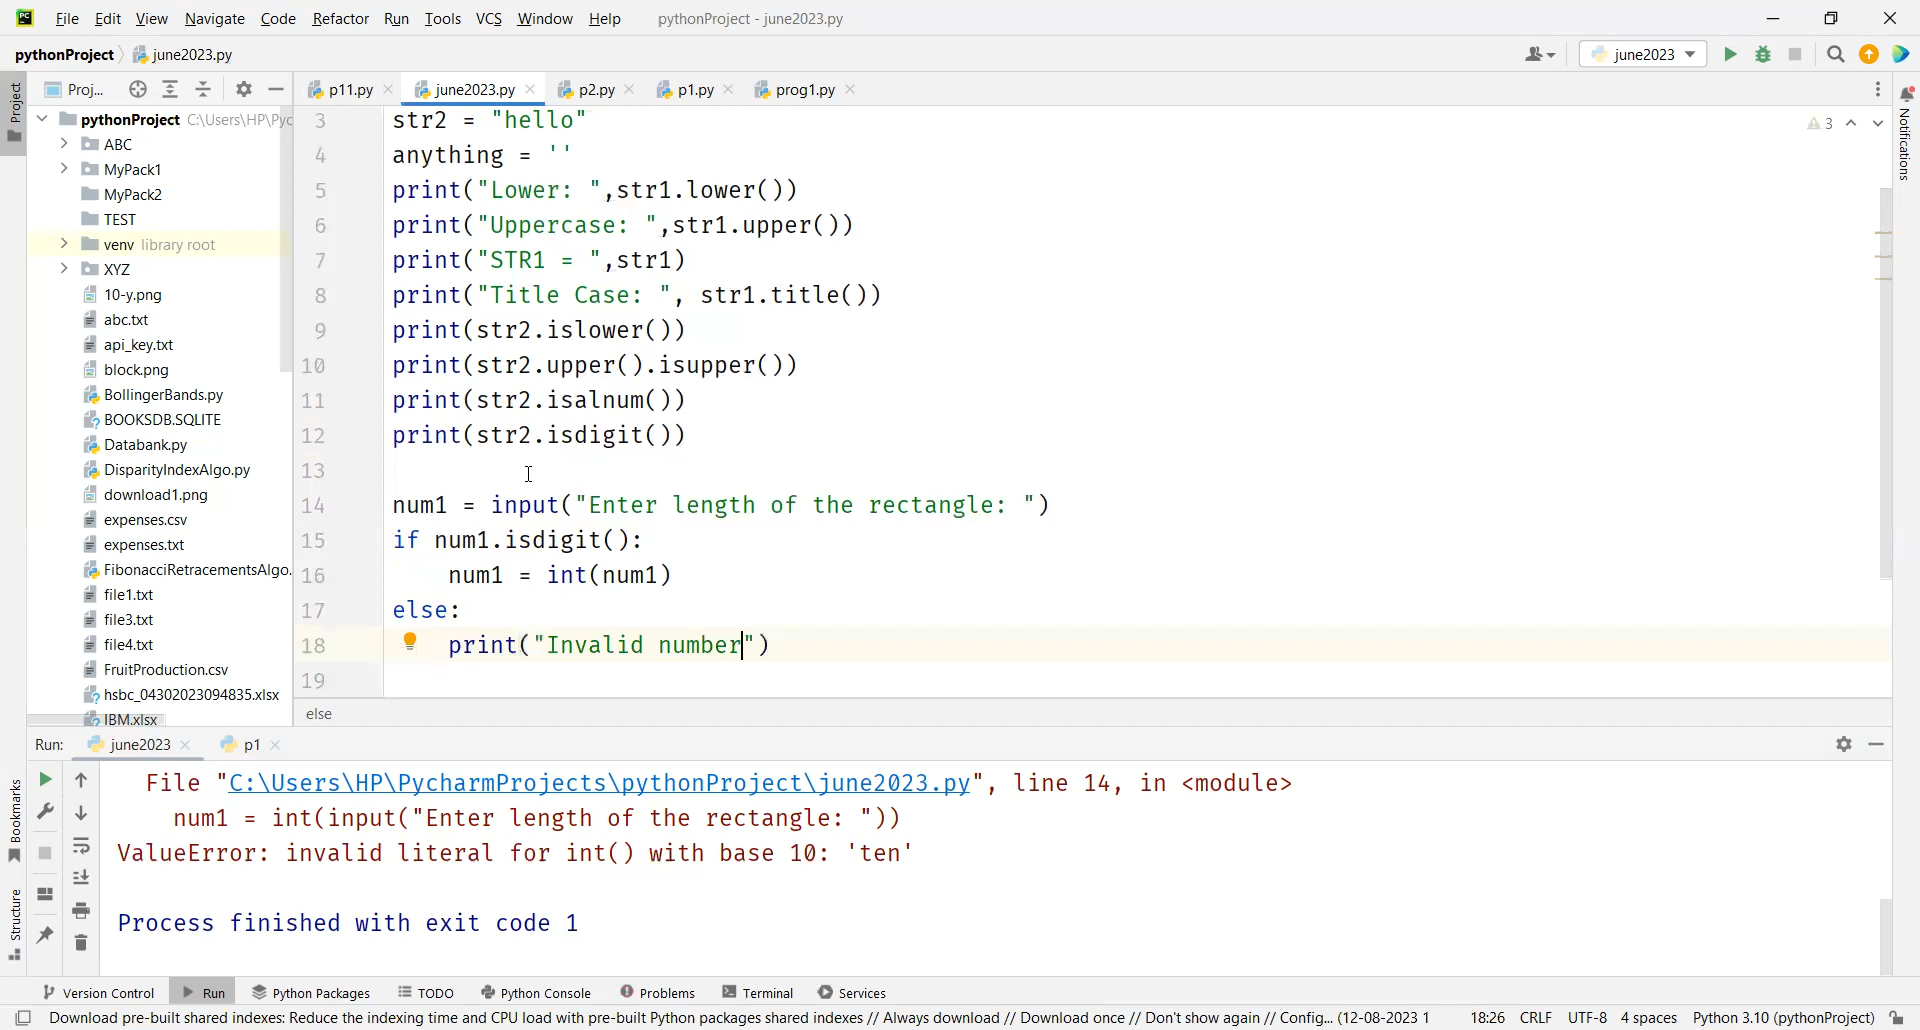 File Edit View Navigate Code Refactor Run Tools VCS Window Help pythonProject - june2023.py
pythonProject june2023.py
june2023
Proj...
p11.py june2023.py p2.py p1.py prog1.py
Project
Notifications
pythonProject C:\Users\HP\Pyc
ABC
MyPack1
MyPack2
TEST
venv library root
XYZ
10-y.png
abc.txt
api_key.txt
block.png
BollingerBands.py
BOOKSDB.SQLITE
Databank.py
DisparityIndexAlgo.py
download1.png
expenses.csv
expenses.txt
FibonacciRetracementsAlgo.
file1.txt
file3.txt
file4.txt
FruitProduction.csv
hsbc_04302023094835.xlsx
IBM.xlsx
3 str2 = "hello"
3
4 anything = ''
5 print("Lower: ",str1.lower())
6 print("Uppercase: ",str1.upper())
7 print("STR1 = ",str1)
8 print("Title Case: ", str1.title())
9 print(str2.islower())
10 print(str2.upper().isupper())
11 print(str2.isalnum())
12 print(str2.isdigit())
13
14 num1 = input("Enter length of the rectangle: ")
15 if num1.isdigit():
16 num1 = int(num1)
17 else:
18 print("Invalid number")
19
else
Run: june2023 p1
File "C:\Users\HP\PycharmProjects\pythonProject\june2023.py", line 14, in <module>
num1 = int(input("Enter length of the rectangle: "))
ValueError: invalid literal for int() with base 10: 'ten'
Process finished with exit code 1
Bookmarks
Structure
Version Control Run Python Packages TODO Python Console Problems Terminal Services
Download pre-built shared indexes: Reduce the indexing time and CPU load with pre-built Python packages shared indexes // Always download // Download once // Don't show again // Config... (12-08-2023 1 18:26 CRLF UTF-8 4 spaces Python 3.10 (pythonProject)